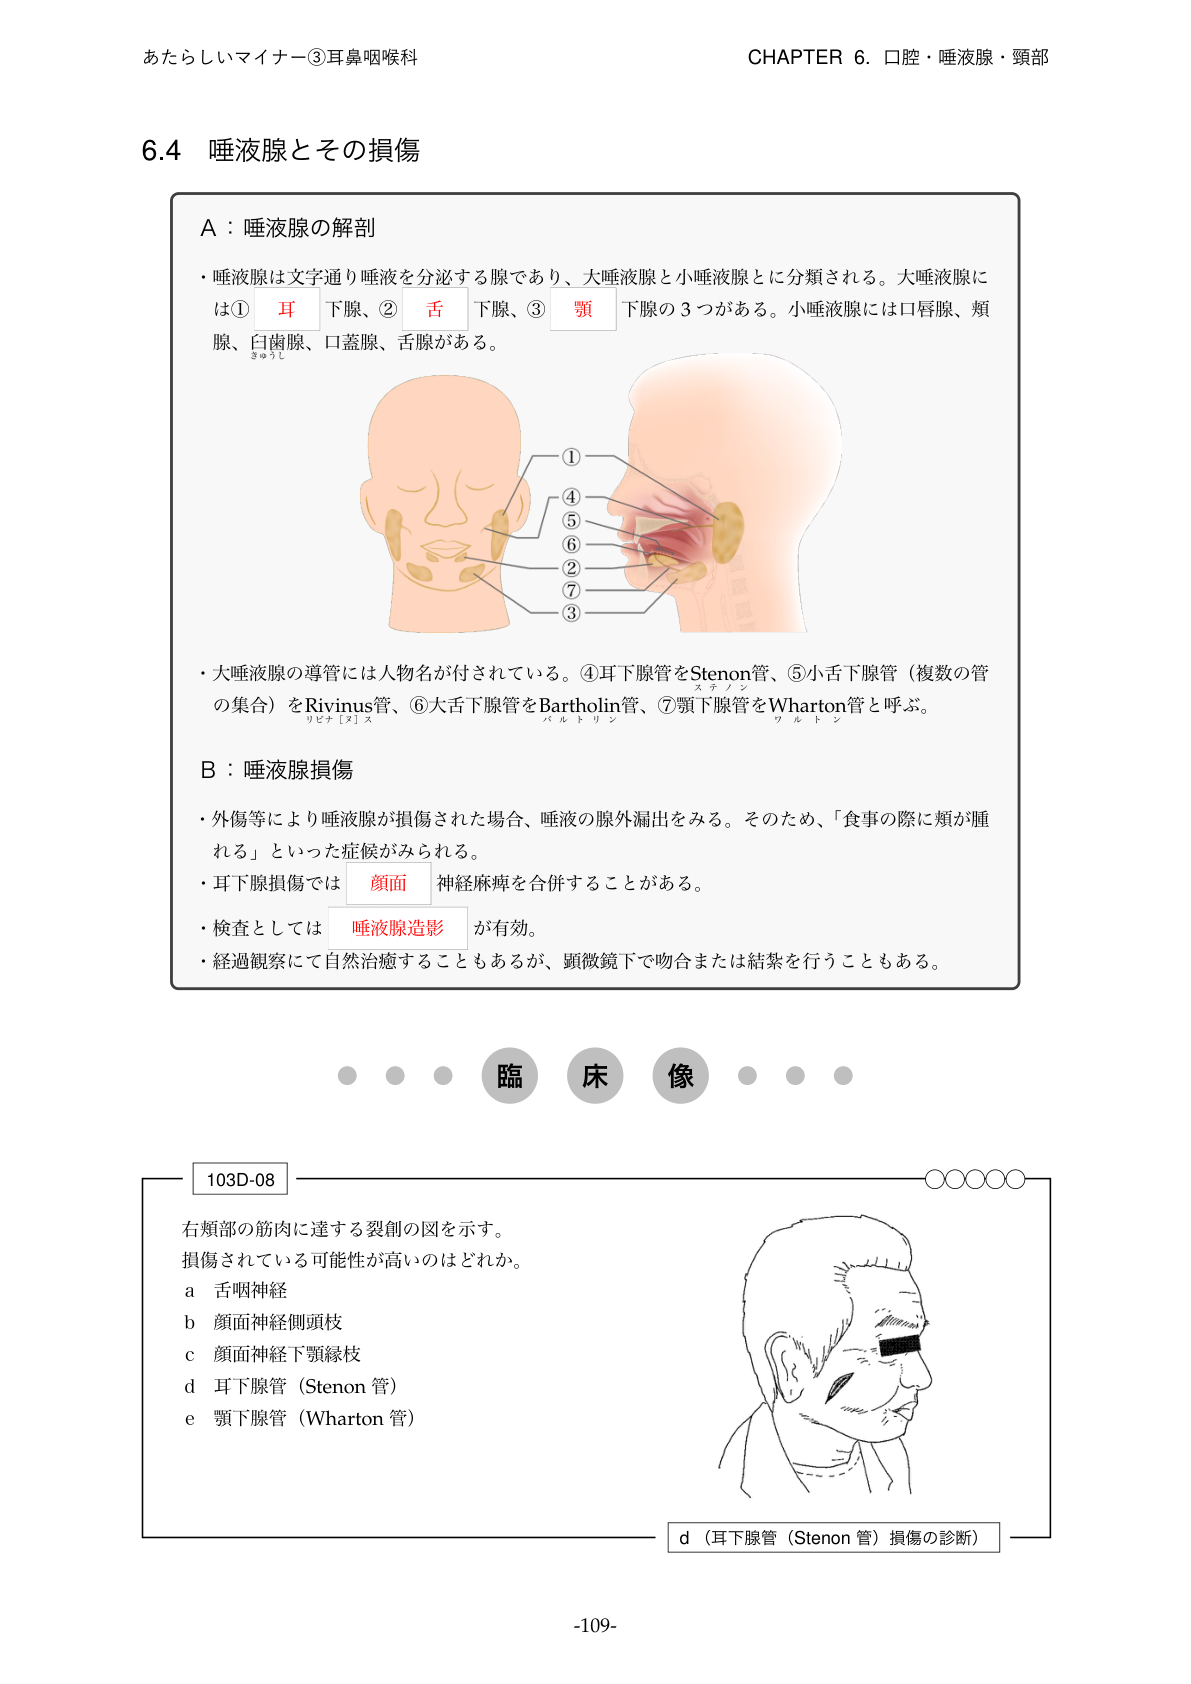 あたらしいマイナー③耳鼻咽喉科
CHAPTER 6. 口腔・唾液腺・頸部
6.4 唾液腺とその損傷
A：唾液腺の解剖
・唾液腺は文字通り唾液を分泌する腺であり、大唾液腺と小唾液腺とに分類される。大唾液腺に
は① 耳 下腺、② 舌 下腺、③ 顎 下腺の3つがある。小唾液腺には口唇腺、頬
腺、臼歯腺、口蓋腺、舌腺がある。
きゅうし
①
④
⑤
⑥
②
⑦
③
・大唾液腺の導管には人物名が付されている。④耳下腺管をStenon管、⑤小舌下腺管（複数の管
ステノン
の集合）をRivinus管、⑥大舌下腺管をBartholin管、⑦顎下腺管をWharton管と呼ぶ。
リビナ［ヌ］ス バルトリン ワルトン
B：唾液腺損傷
・外傷等により唾液腺が損傷された場合、唾液の腺外漏出をみる。そのため、「食事の際に頬が腫
れる」といった症候がみられる。
・耳下腺損傷では 顔面 神経麻痺を合併することがある。
・検査としては 唾液腺造影 が有効。
・経過観察にて自然治癒することもあるが、顕微鏡下で吻合または結紮を行うこともある。
臨床像
103D-08
右頬部の筋肉に達する裂創の図を示す。
損傷されている可能性が高いのはどれか。
a 舌咽神経
b 顔面神経側頭枝
c 顔面神経下顎縁枝
d 耳下腺管（Stenon 管）
e 顎下腺管（Wharton 管）
d （耳下腺管（Stenon 管）損傷の診断）
-109-